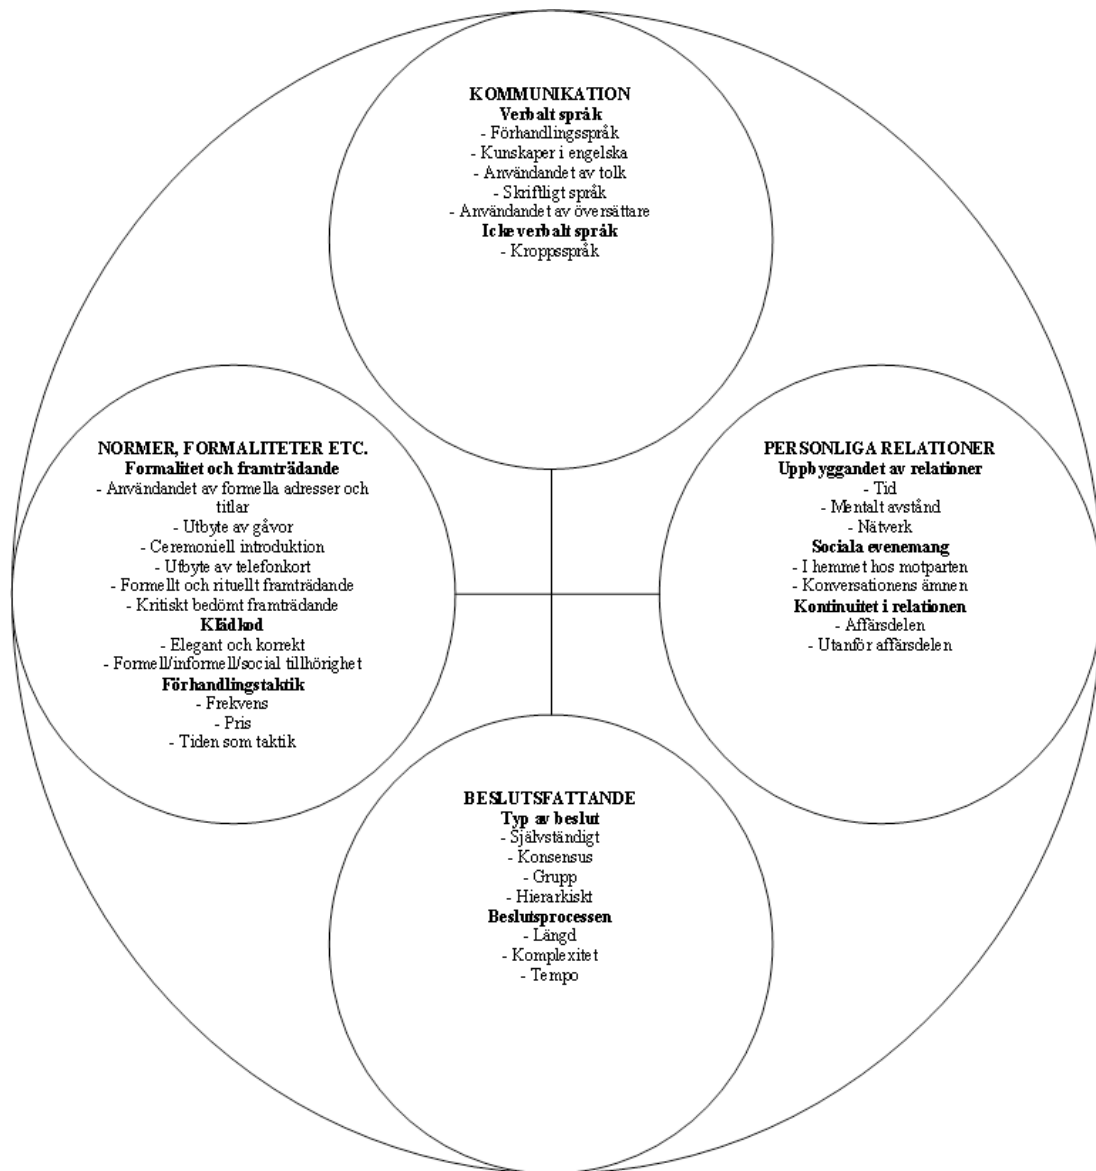 KOMMUNIKATION
Verbalt språk
- Förhandlingsspråk
- Kunskaper i engelska
- Användandet av tolk
- Skriftligt språk
- Användandet av översättare
Icke verbalt språk
- Kroppsspråk
NORMER, FORMALITETER ETC.
Formalitet och framträdande
- Användandet av formella adresser och
titlar
- Utbyte av gåvor
- Ceremoniell introduktion
- Utbyte av telefonkort
- Formellt och rituellt framträdande
- Kritiskt bedömt framträdande
Klädkod
- Elegant och korrekt
- Formell/informell/social tillhörighet
Förhandlingstaktik
- Frekvens
- Pris
- Tiden som taktik
PERSONLIGA RELATIONER
Uppbyggandet av relationer
- Tid
- Mentalt avstånd
- Nätverk
Sociala evenemang
- I hemmet hos motparten
- Konversationens ämnen
Kontinuitet i relationen
- Affärsdelen
- Utanför affärsdelen
BESLUTSFATTANDE
Typ av beslut
- Självständigt
- Konsensus
- Grupp
- Hierarkiskt
Beslutsprocessen
- Längd
- Komplexitet
- Tempo